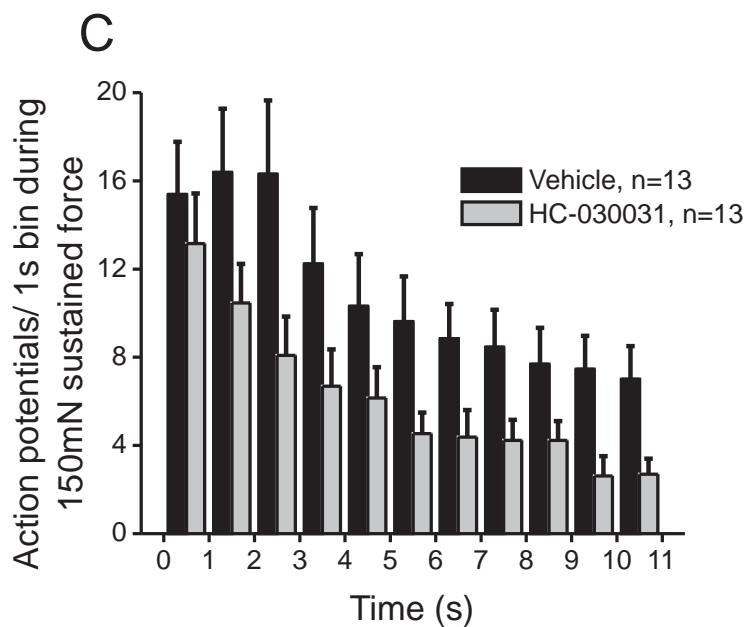 C
Action potentials/ 1s bin during
150mN sustained force
20
16
12
8
4
0
Vehicle, n=13
HC-030031, n=13
0 1 2 3 4 5 6 7 8 9 10 11
Time (s)